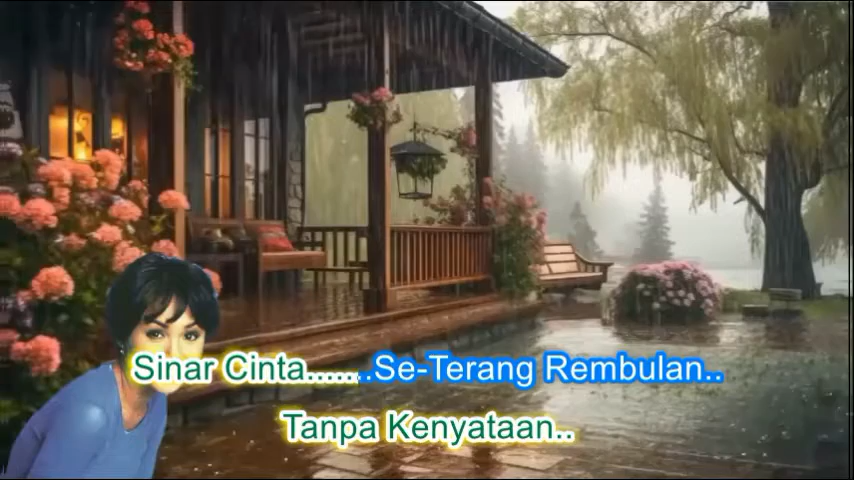 Sinar Cinta.......Se-Terang Rembulan..
Tanpa Kenyataan..